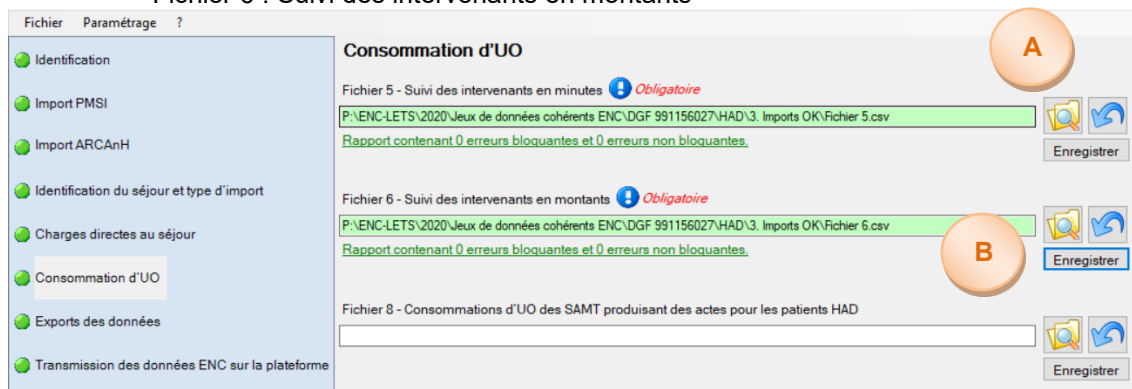 Fichier 6 : Suivi des intervenants en montants
Fichier Paramétrage ?
Identification
Import PMSI
Import ARCAnH
Identification du séjour et type d'import
Charges directes au séjour
Consommation d'UO
Exports des données
Transmission des données ENC sur la plateforme
Consommation d'UO
A
Fichier 5 - Suivi des intervenants en minutes Obligatoire
P:\ENC-LETS\2020\Jeux de données cohérents ENC\DGF 991156027\HAD\3. Imports OK\Fichier 5.csv
Rapport contenant 0 erreurs bloquantes et 0 erreurs non bloquantes.
Enregistrer
Fichier 6 - Suivi des intervenants en montants Obligatoire
P:\ENC-LETS\2020\Jeux de données cohérents ENC\DGF 991156027\HAD\3. Imports OK\Fichier 6.csv
Rapport contenant 0 erreurs bloquantes et 0 erreurs non bloquantes.
B
Enregistrer
Fichier 8 - Consommations d'UO des SAMT produisant des actes pour les patients HAD
Enregistrer